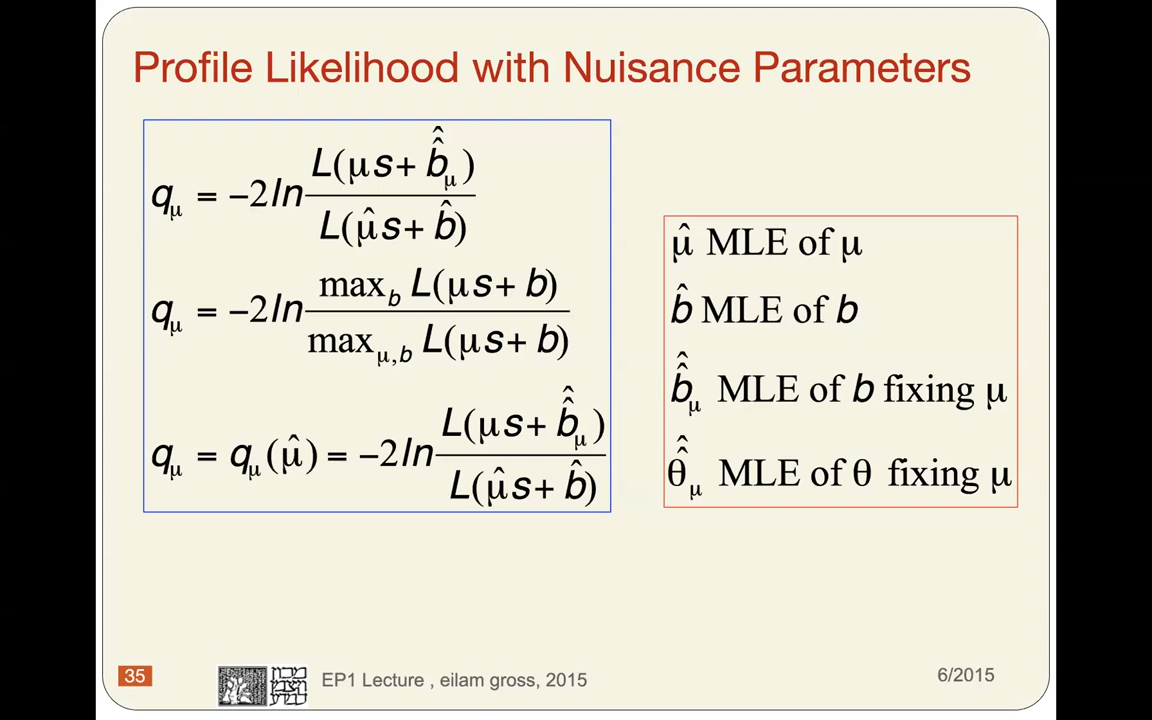 Profile Likelihood with Nuisance Parameters
q_μ = −2ln L(μs + b̂̂_μ) / L(μ̂s + b̂)
q_μ = −2ln max_b L(μs + b) / max_μ,b L(μs + b)
q_μ = q_μ(μ̂) = −2ln L(μs + b̂̂_μ) / L(μ̂s + b̂)
μ̂ MLE of μ
b̂ MLE of b
b̂̂_μ MLE of b fixing μ
θ̂̂_μ MLE of θ fixing μ
35
EP1 Lecture , eilam gross, 2015
6/2015